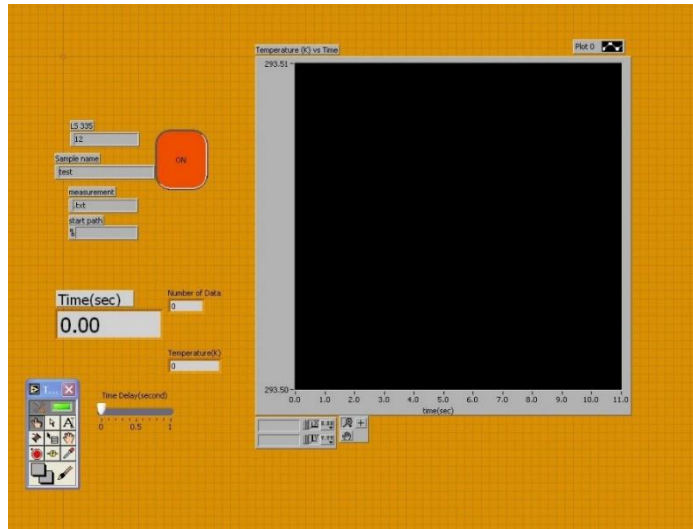 Temperature (K) vs Time
Plot 0
293.51
LS 335
12
ON
Sample name
test
measurement
.txt
start path
%
Time(sec)
0.00
Number of Data
0
Temperature(K)
0
T...
Time Delay(second)
0 0.5 1
293.50
0.0 1.0 2.0 3.0 4.0 5.0 6.0 7.0 8.0 9.0 10.0 11.0
time(sec)